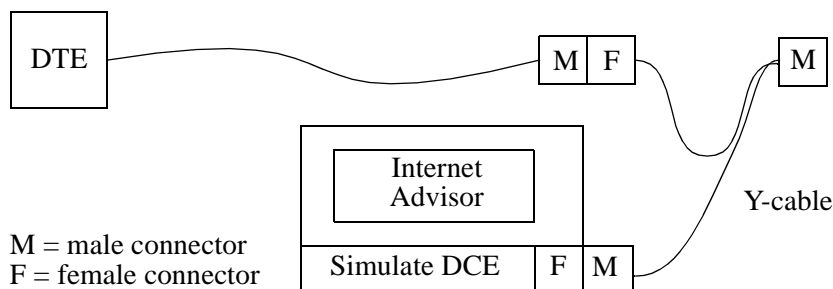 DTE
M F
M
Internet
Advisor
Y-cable
M = male connector
F = female connector
Simulate DCE
F M